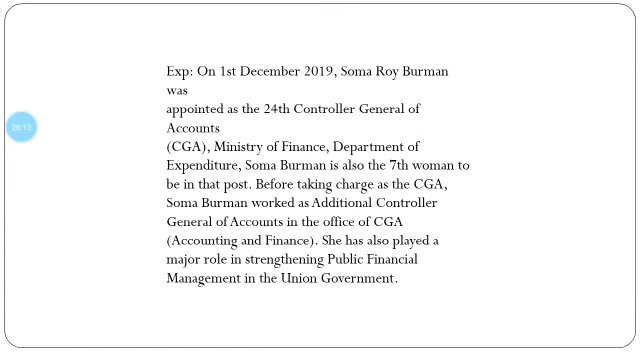 Exp: On 1st December 2019, Soma Roy Burman
was
appointed as the 24th Controller General of
Accounts
(CGA), Ministry of Finance, Department of
Expenditure, Soma Burman is also the 7th woman to
be in that post. Before taking charge as the CGA,
Soma Burman worked as Additional Controller
General of Accounts in the office of CGA
(Accounting and Finance). She has also played a
major role in strengthening Public Financial
Management in the Union Government.
26:13